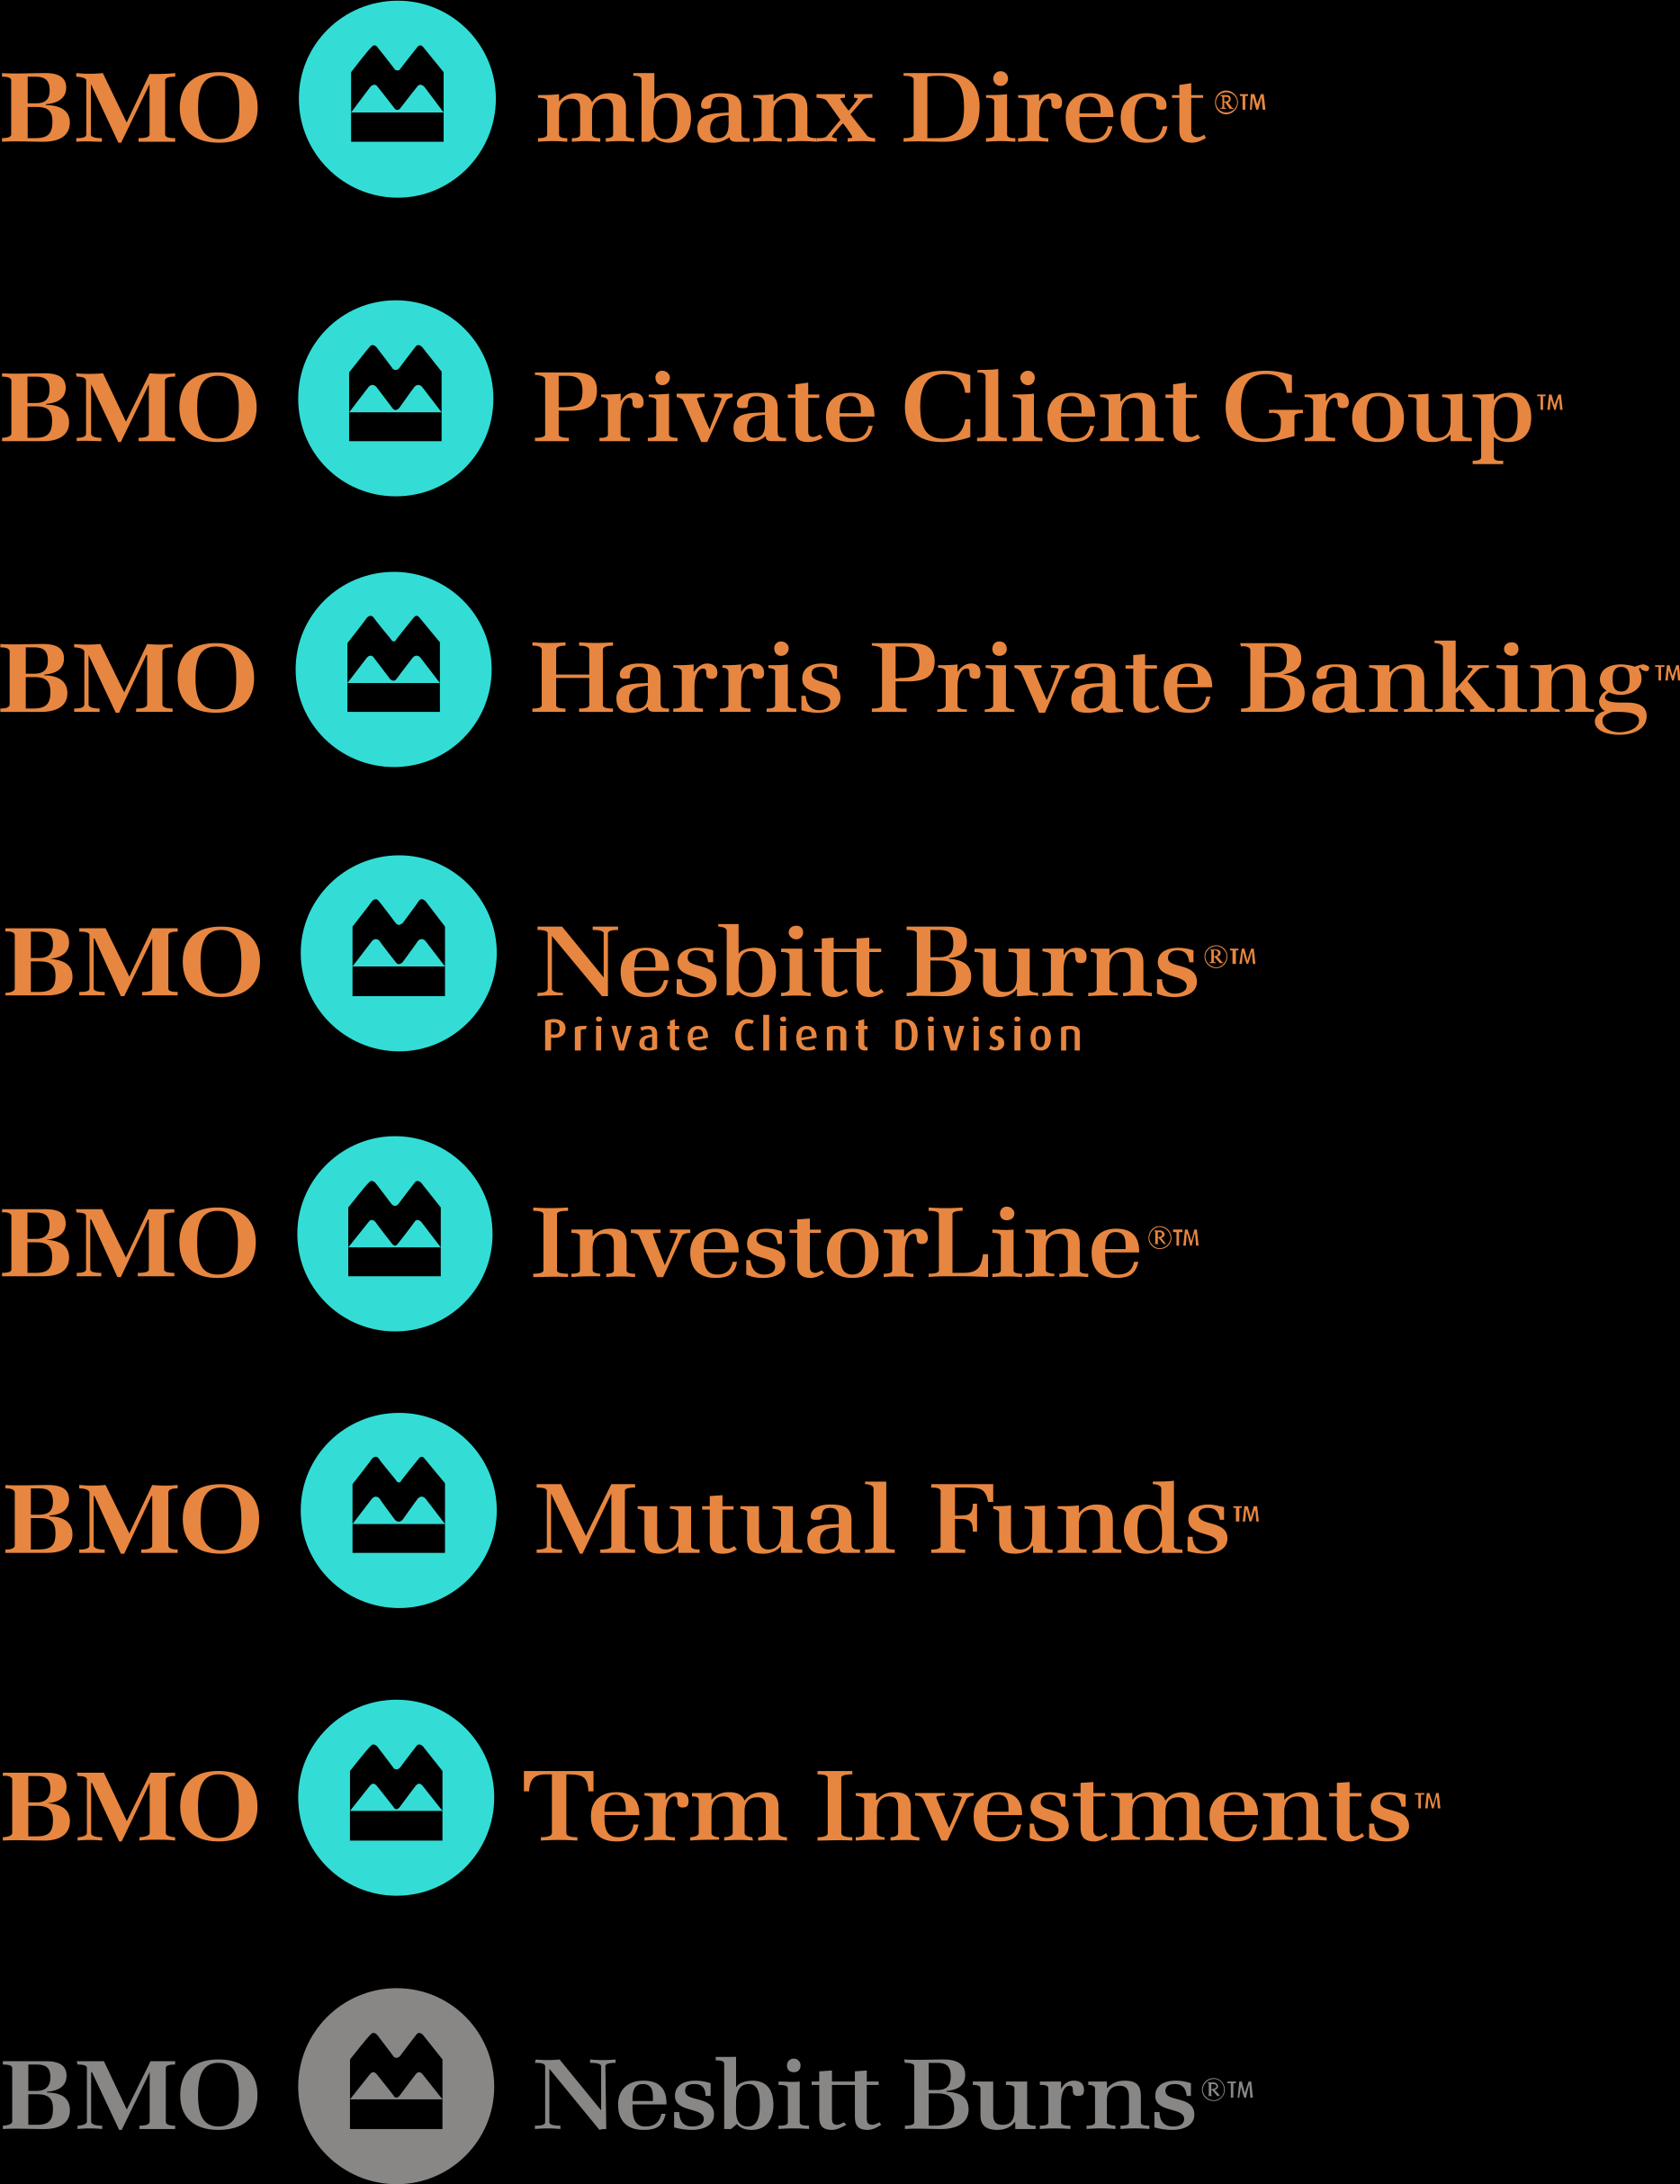 BMO mbanx Direct®™
BMO Private Client Group™
BMO Harris Private Banking™
BMO Nesbitt Burns®™
Private Client Division
BMO InvestorLine®™
BMO Mutual Funds™
BMO Term Investments™
BMO Nesbitt Burns®™